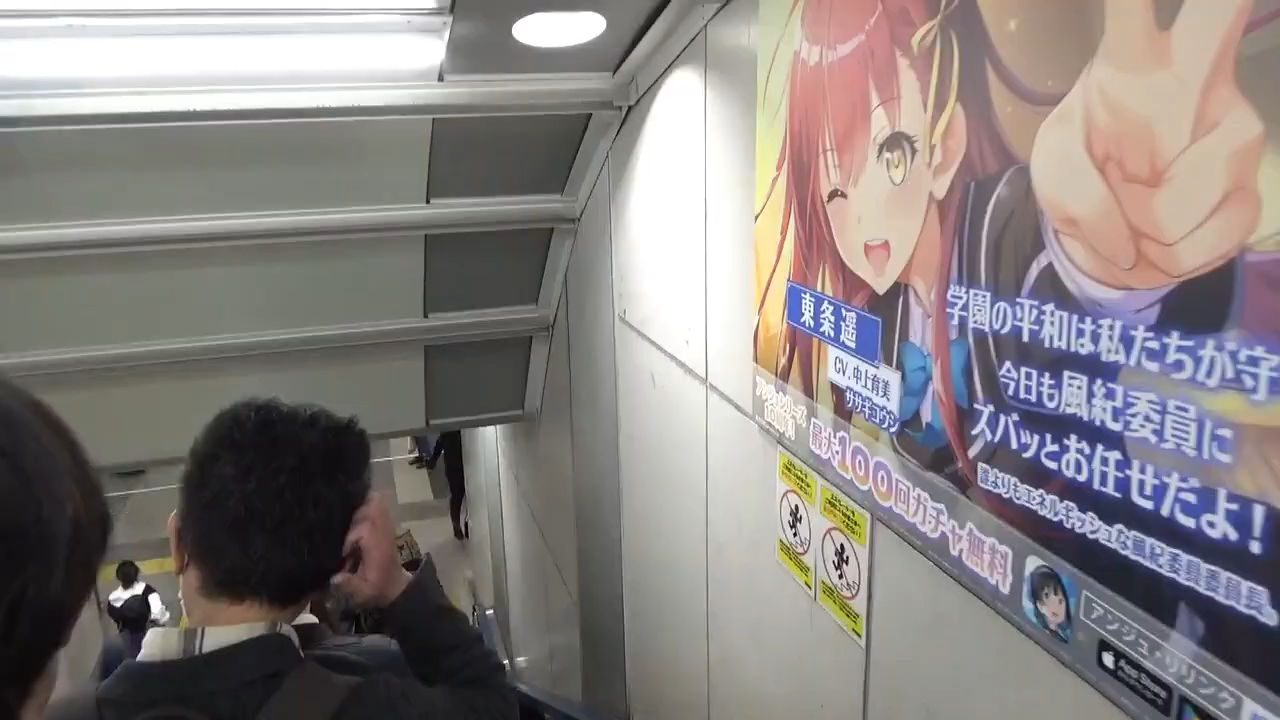 東条遥
CV.中上育実
ササギコウシ
学園の平和は私たちが守
今日も風紀委員に
ズバッとお任せだよ!
誰よりもエネルギッシュな風紀委員委員長。
最大100回ガチャ無料
アンジュ・リリンク
App Store